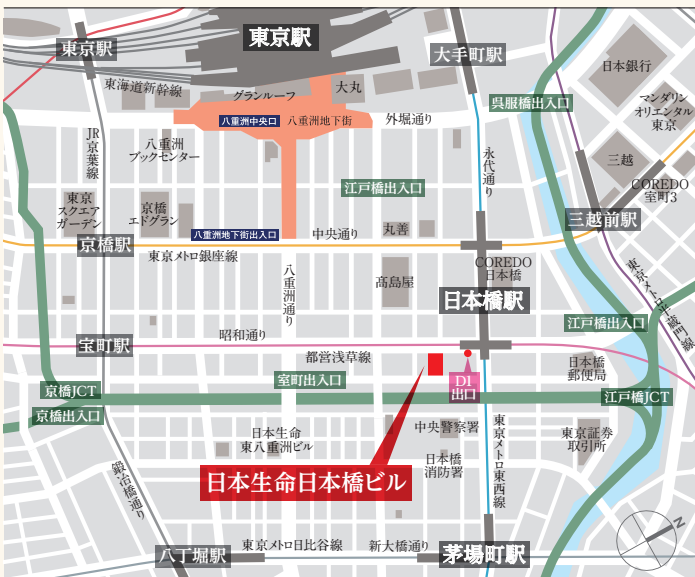 東京駅
東京駅
大手町駅
日本銀行
東海道新幹線
グランルーフ
大丸
呉服橋出入口
マンダリン
オリエンタル
東京
八重洲中央口
八重洲地下街
外堀通り
JR京葉線
八重洲
ブックセンター
永代通り
三越
江戸橋出入口
COREDO
室町3
東京
スクエア
ガーデン
京橋
エドグラン
三越前駅
八重洲地下街出入口
中央通り
丸善
京橋駅
東京メトロ銀座線
COREDO
日本橋
東京メトロ半蔵門線
八重洲通り
髙島屋
日本橋駅
昭和通り
江戸橋出入口
宝町駅
都営浅草線
日本橋
郵便局
室町出入口
D1
出口
京橋JCT
江戸橋JCT
京橋出入口
中央警察署
日本生命
東八重洲ビル
東京メトロ東西線
東京証券
取引所
日本橋
消防署
鍛冶橋通り
日本生命日本橋ビル
N
八丁堀駅
東京メトロ日比谷線
新大橋通り
茅場町駅